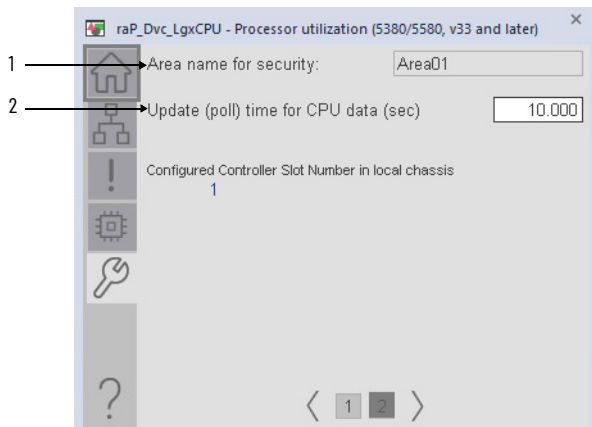 raP_Dvc_LgxCPU - Processor utilization (5380/5580, v33 and later)
1 Area name for security: Area01
2 Update (poll) time for CPU data (sec) 10.000
Configured Controller Slot Number in local chassis
1
?
1 2